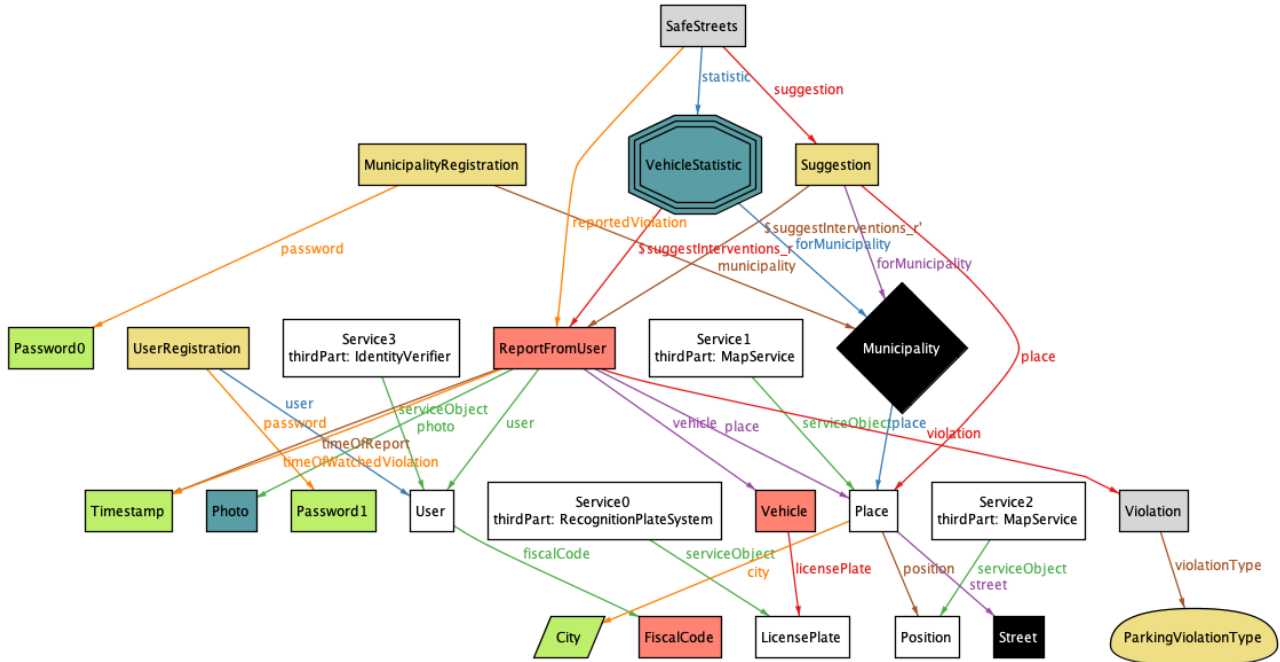 SafeStreets
statistic
suggestion
MunicipalityRegistration
VehicleStatistic
Suggestion
reportedViolation
$suggestInterventions_r'
password
$suggestInterventions_r
forMunicipality
municipality
forMunicipality
Password0
UserRegistration
Service3
thirdPart: IdentityVerifier
ReportFromUser
Service1
thirdPart: MapService
Municipality
place
user
password
serviceObject
photo
user
vehicle
place
serviceObject
place
violation
timeOfReport
timeOfWatchedViolation
Timestamp
Photo
Password1
User
Service0
thirdPart: RecognitionPlateSystem
Vehicle
Place
Service2
thirdPart: MapService
Violation
fiscalCode
serviceObject
city
licensePlate
position
serviceObject
street
violationType
City
FiscalCode
LicensePlate
Position
Street
ParkingViolationType